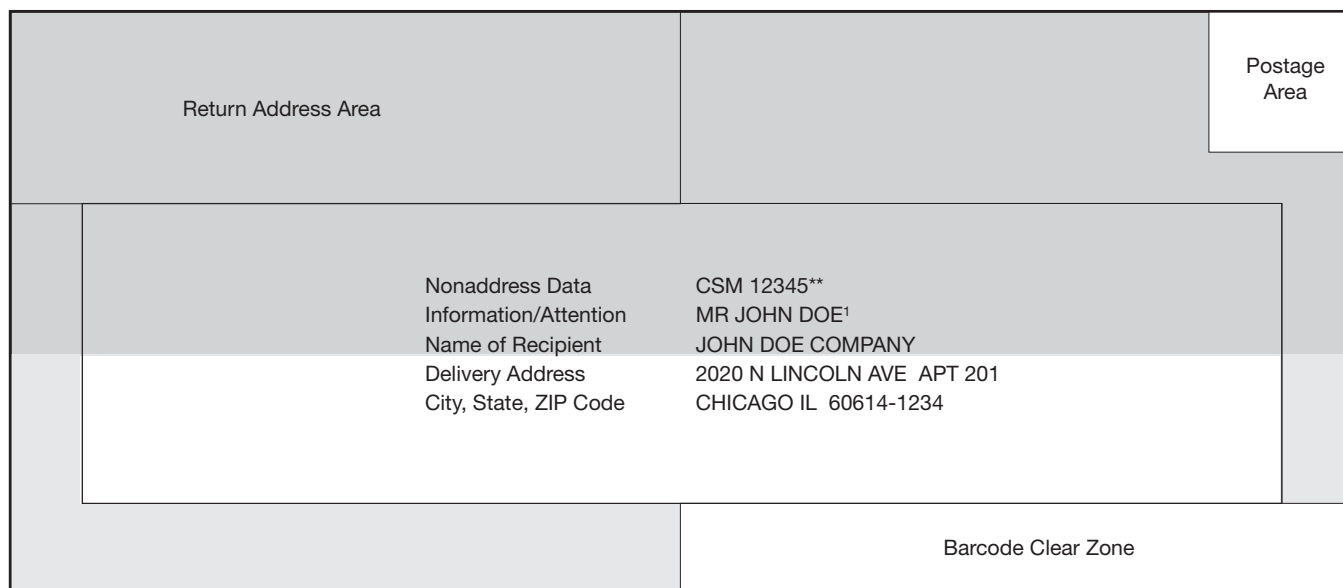 Return Address Area
Postage
Area
Nonaddress Data CSM 12345**
Information/Attention MR JOHN DOE¹
Name of Recipient JOHN DOE COMPANY
Delivery Address 2020 N LINCOLN AVE  APT 201
City, State, ZIP Code CHICAGO IL  60614-1234
Barcode Clear Zone